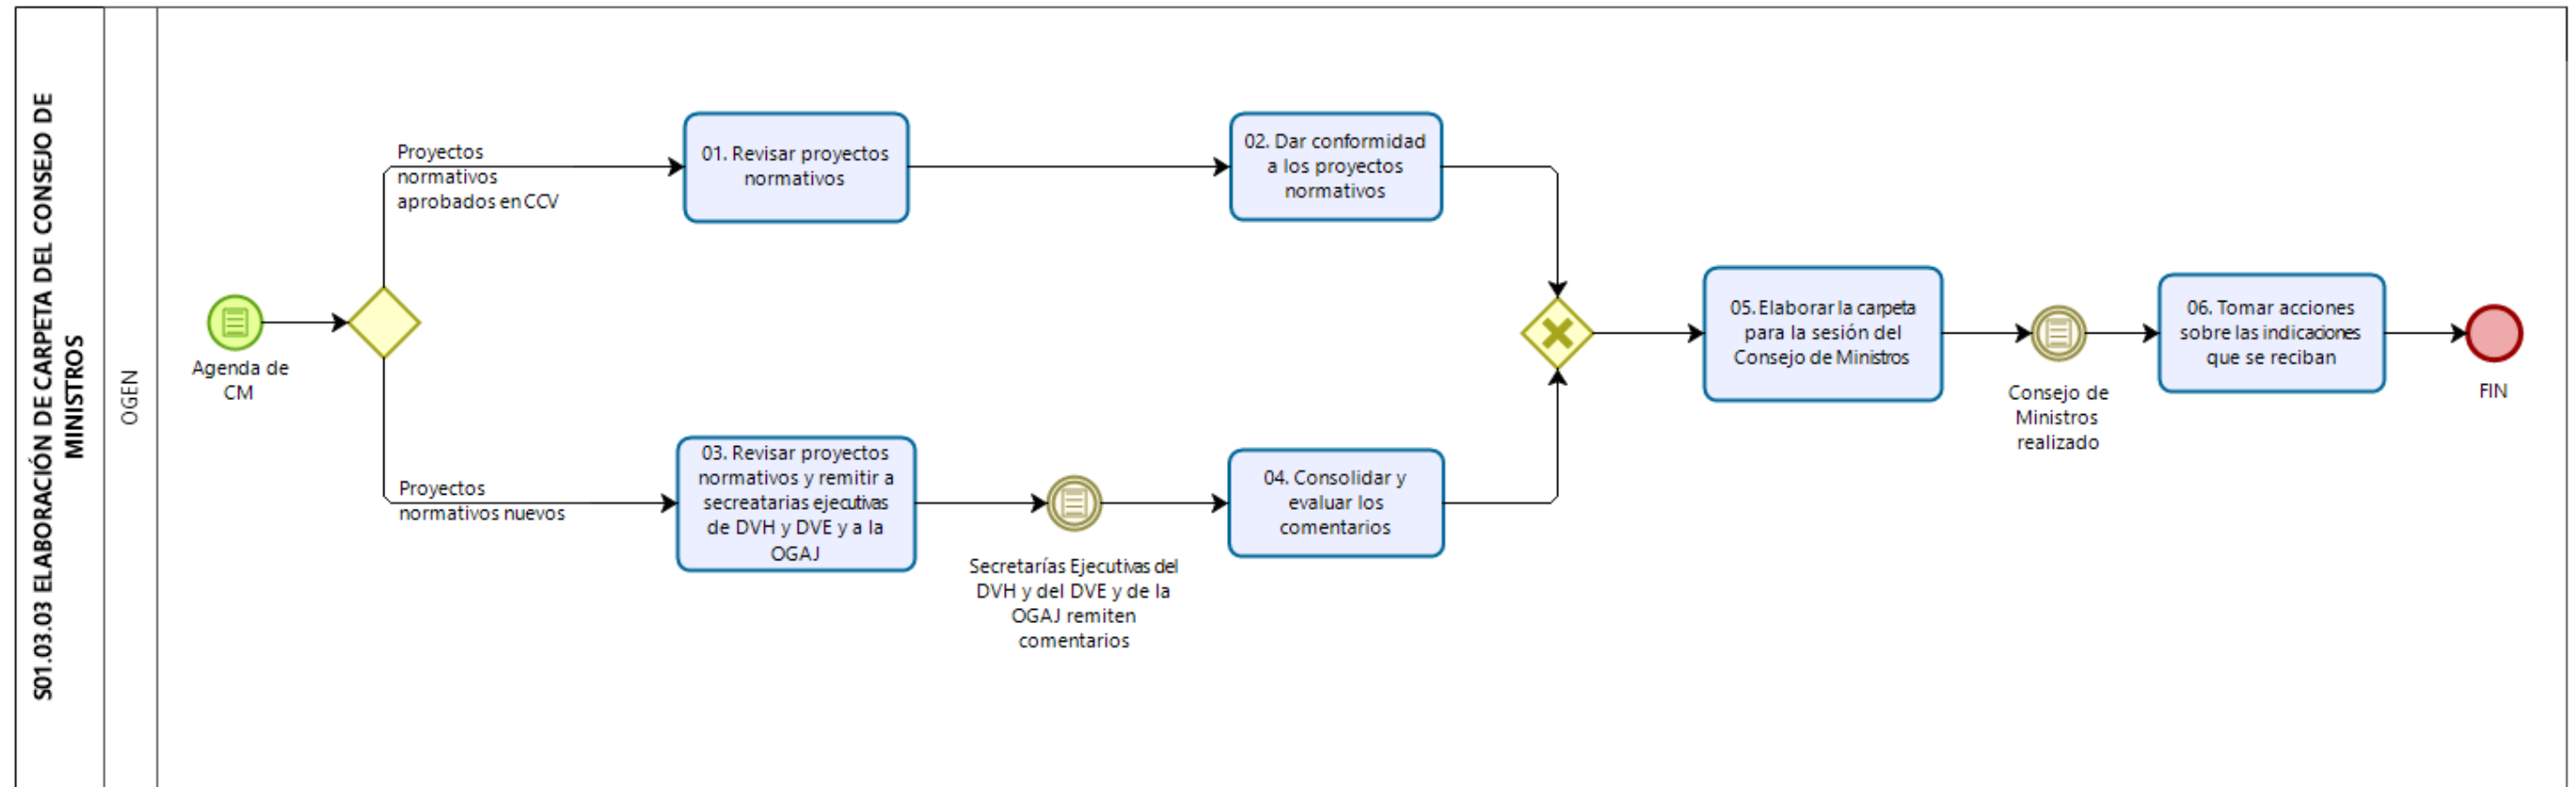 S01.03.03 ELABORACIÓN DE CARPETA DEL CONSEJO DE
MINISTROS
OGEN
Agenda de
CM
Proyectos
normativos
aprobados en CCV
01. Revisar proyectos
normativos
02. Dar conformidad
a los proyectos
normativos
Proyectos
normativos nuevos
03. Revisar proyectos
normativos y remitir a
secreatarias ejecutivas
de DVH y DVE y a la
OGAJ
Secretarías Ejecutivas del
DVH y del DVE y de la
OGAJ remiten
comentarios
04. Consolidar y
evaluar los
comentarios
05. Elaborar la carpeta
para la sesión del
Consejo de Ministros
Consejo de
Ministros
realizado
06. Tomar acciones
sobre las indicaciones
que se reciban
FIN